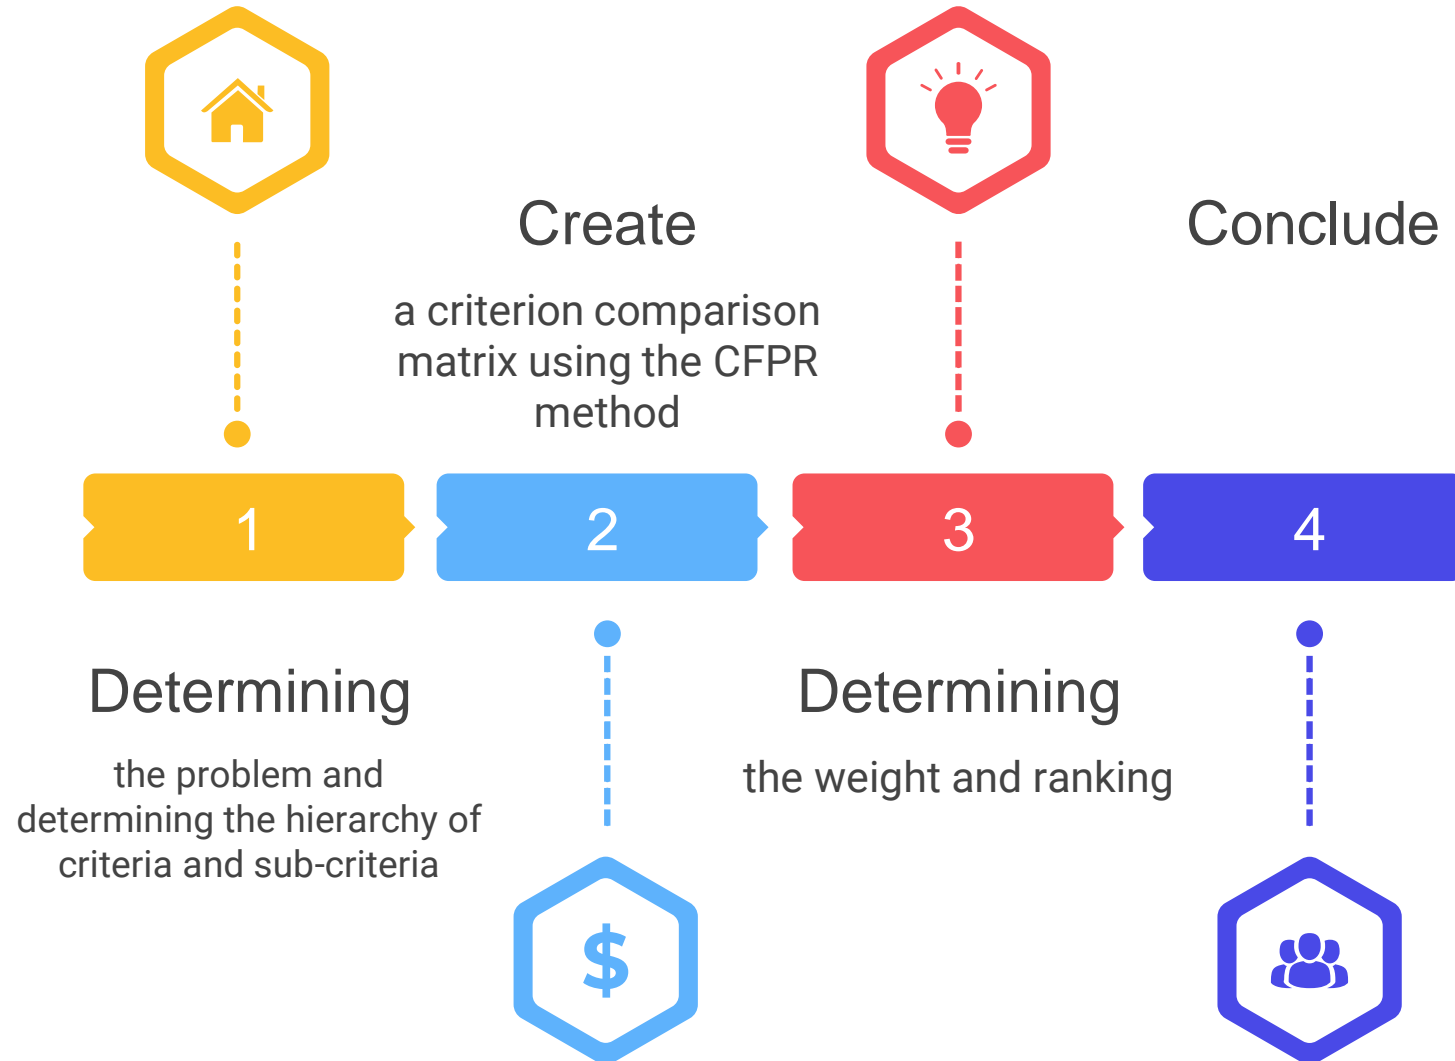 Create
a criterion comparison
matrix using the CFPR
method
Conclude
1
2
3
4
Determining
the problem and
determining the hierarchy of
criteria and sub-criteria
Determining
the weight and ranking
$